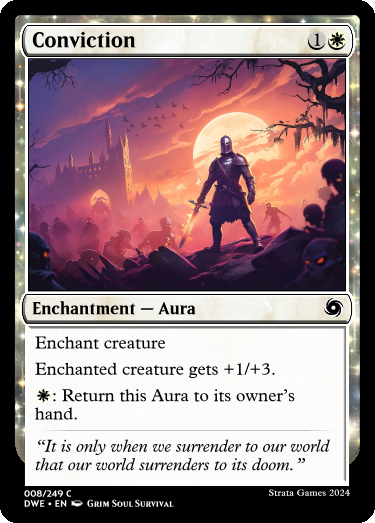 Conviction 1
Enchantment — Aura
Enchant creature
Enchanted creature gets +1/+3.
: Return this Aura to its owner's
hand.
“It is only when we surrender to our world
that our world surrenders to its doom.”
008/249 C
DWE • EN Grim Soul Survival
Strata Games 2024